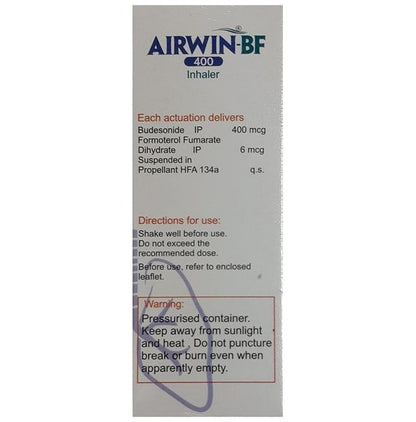 AIRWIN-BF
400
Inhaler
Each actuation delivers
Budesonide IP 400 mcg
Formoterol Fumarate
Dihydrate IP 6 mcg
Suspended in
Propellant HFA 134a q.s.
Directions for use:
Shake well before use.
Do not exceed the
recommended dose.
Before use, refer to enclosed
leaflet.
Warning:
Pressurised container.
Keep away from sunlight
and heat . Do not puncture
break or burn even when
apparently empty.